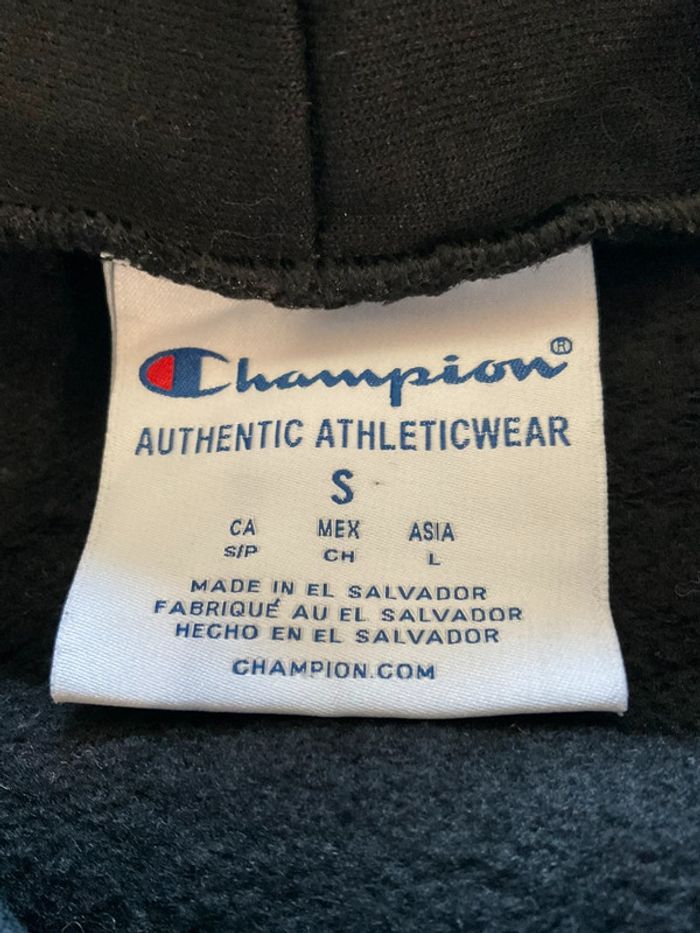 Champion®
AUTHENTIC ATHLETICWEAR
S
CA MEX ASIA
S/P CH L
MADE IN EL SALVADOR
FABRIQUÉ AU EL SALVADOR
HECHO EN EL SALVADOR
CHAMPION.COM